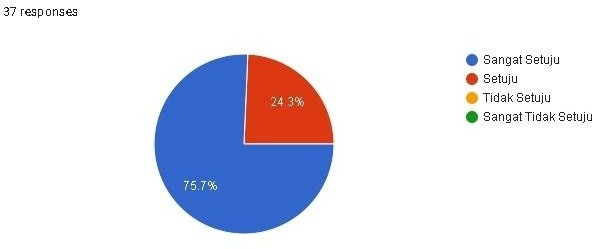 37 responses
Sangat Setuju
Setuju
Tidak Setuju
Sangat Tidak Setuju
24.3%
75.7%